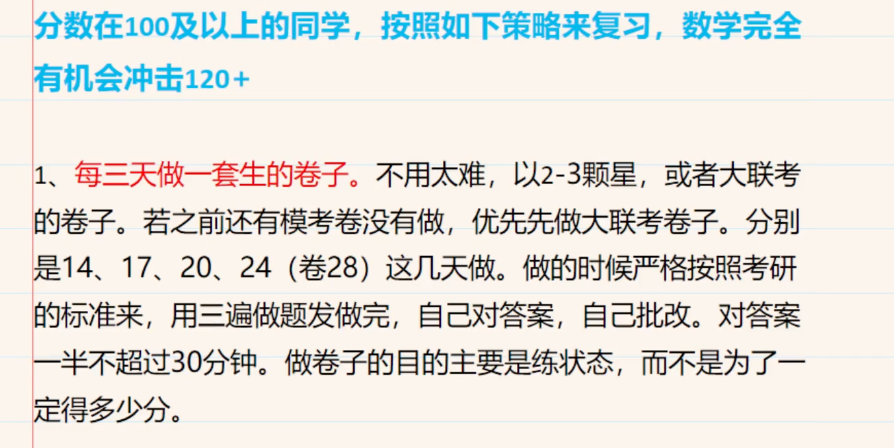 分数在100及以上的同学，按照如下策略来复习，数学完全
有机会冲击120+
1、每三天做一套生的卷子。不用太难，以2-3颗星，或者大联考
的卷子。若之前还有模考卷没有做，优先先做大联考卷子。分别
是14、17、20、24（卷28）这几天做。做的时候严格按照考研
的标准来，用三遍做题发做完，自己对答案，自己批改。对答案
一半不超过30分钟。做卷子的目的主要是练状态，而不是为了一
定得多少分。